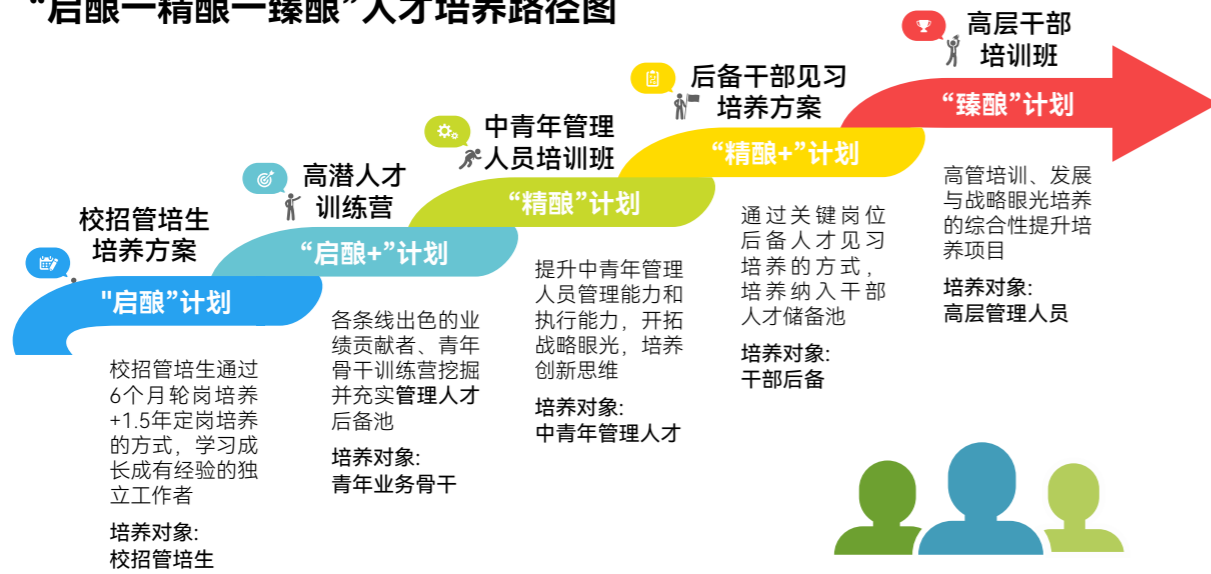 “启酿一精酿一臻酿”人才培养路径图
校招管培生
培养方案
"启酿”计划
校招管培生通过
6个月轮岗培养
+1.5年定岗培养
的方式，学习成
长成有经验的独
立工作者
培养对象:
校招管培生
高潜人才
训练营
“启酿+”计划
各条线出色的业
绩贡献者、青年
骨干训练营挖掘
并充实管理人才
后备池
培养对象:
青年业务骨干
中青年管理
人员培训班
“精酿”计划
提升中青年管理
人员管理能力和
执行能力，开拓
战略眼光，培养
创新思维
培养对象:
中青年管理人才
后备干部见习
培养方案
“精酿+”计划
通过关键岗位
后备人才见习
培养的方式，
培养纳入干部
人才储备池
培养对象:
干部后备
高层干部
培训班
“臻酿”计划
高管培训、发展
与战略眼光培养
的综合性提升培
养项目
培养对象:
高层管理人员